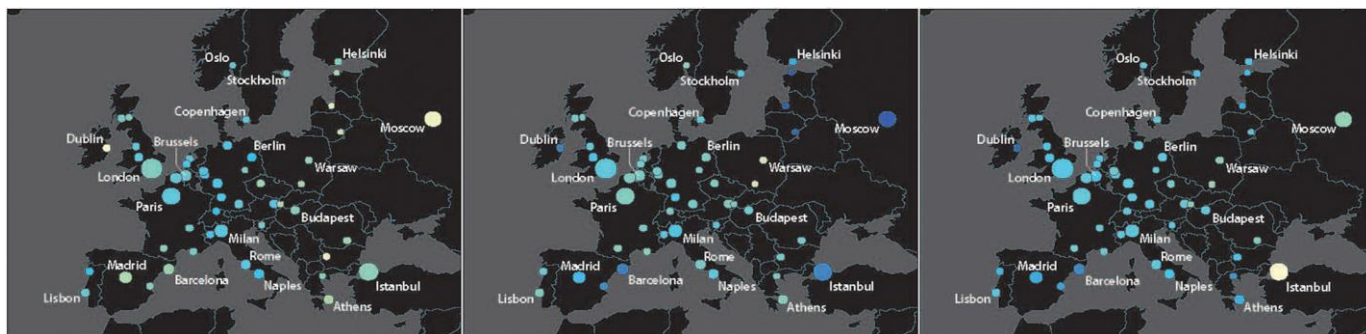 Oslo
Helsinki
Stockholm
Copenhagen
Moscow
Dublin
Brussels
Berlin
Warsaw
London
Paris
Budapest
Milan
Madrid
Rome
Barcelona
Naples
Istanbul
Lisbon
Athens
Oslo
Helsinki
Stockholm
Copenhagen
Moscow
Dublin
Brussels
Berlin
Warsaw
London
Paris
Budapest
Milan
Madrid
Rome
Barcelona
Naples
Istanbul
Lisbon
Athens
Oslo
Helsinki
Stockholm
Copenhagen
Moscow
Dublin
Brussels
Berlin
Warsaw
London
Paris
Budapest
Milan
Madrid
Rome
Barcelona
Naples
Istanbul
Lisbon
Athens